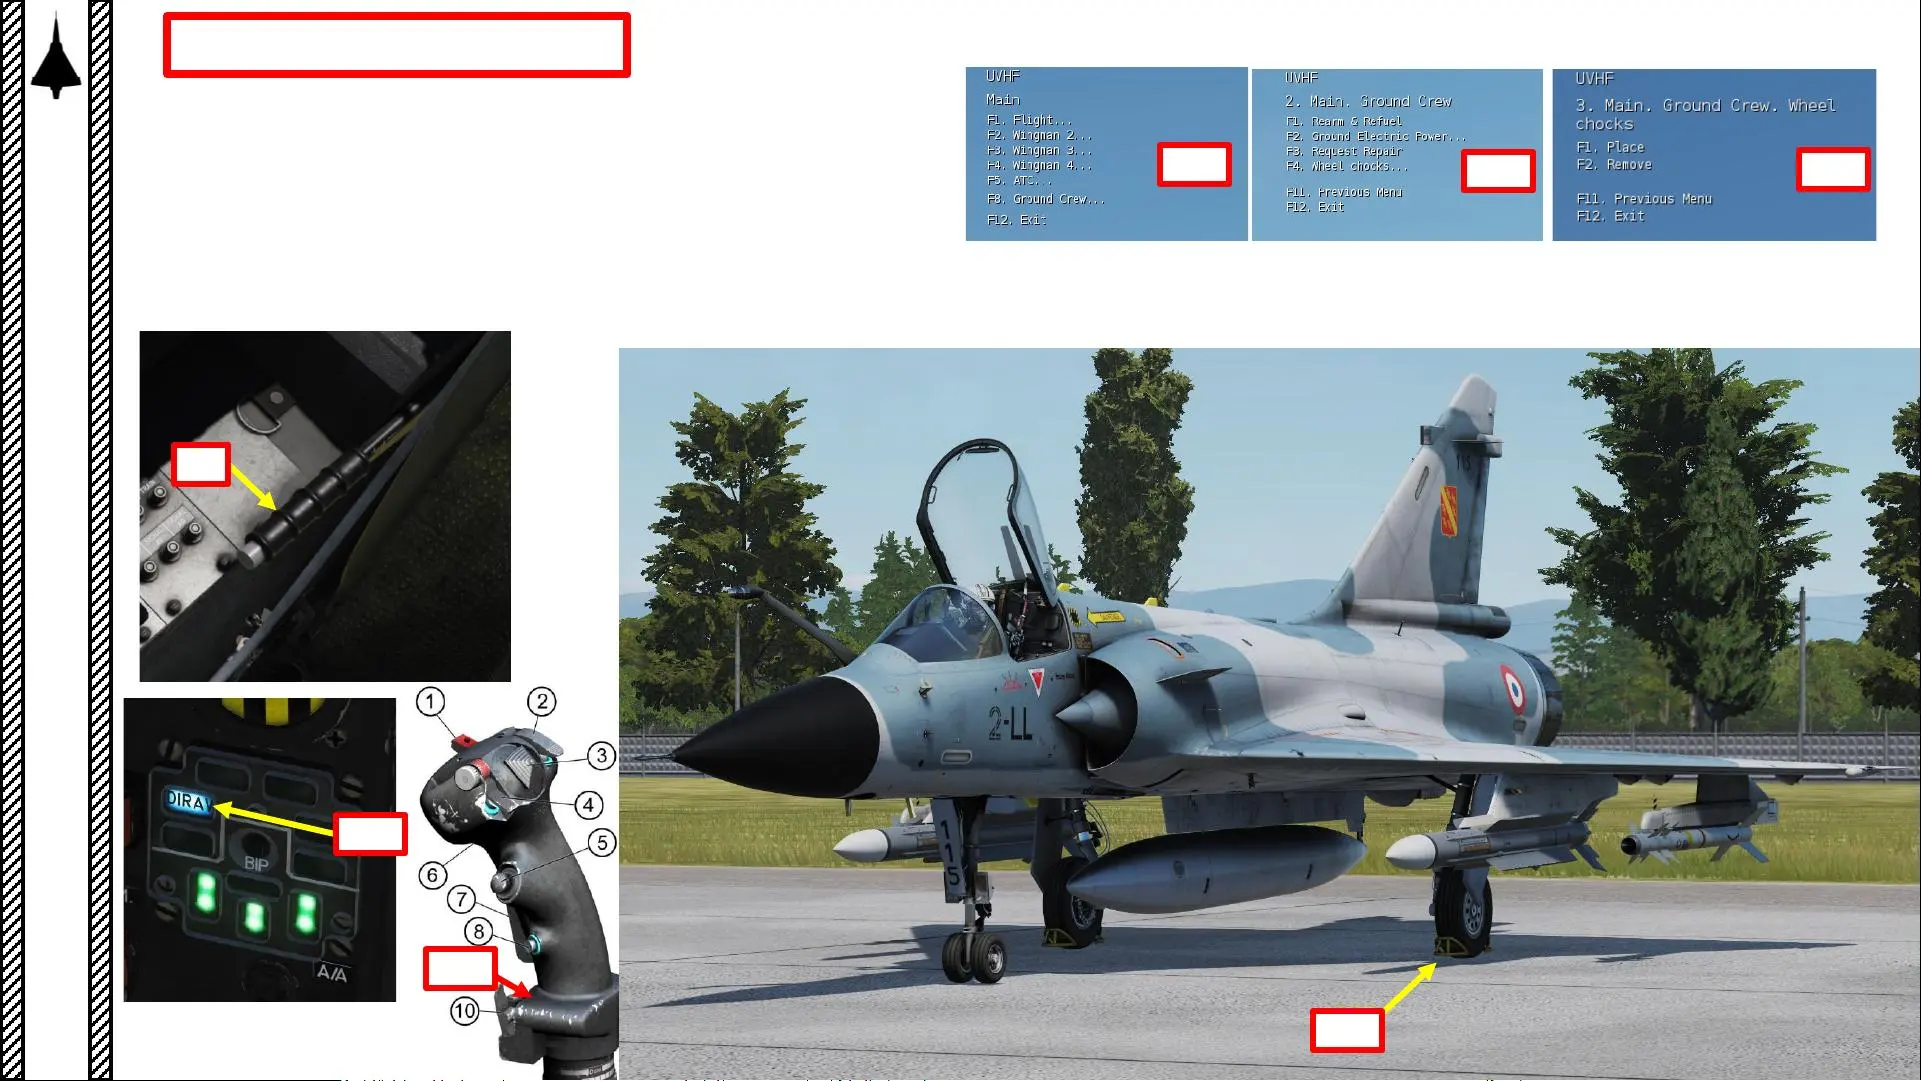 UVHF
Main
F1. Flight...
F2. Wingman 2...
F3. Wingman 3...
F4. Wingman 4...
F5. ATC...
F8. Ground Crew...
F12. Exit
UVHF
2. Main. Ground Crew
F1. Rearm & Refuel
F2. Ground Electric Power...
F3. Request Repair
F4. Wheel chocks...
F11. Previous Menu
F12. Exit
UVHF
3. Main. Ground Crew. Wheel
chocks
F1. Place
F2. Remove
F11. Previous Menu
F12. Exit
DIRAV
BIP
A/A
1
2
3
4
5
6
7
8
10
2-LL
115